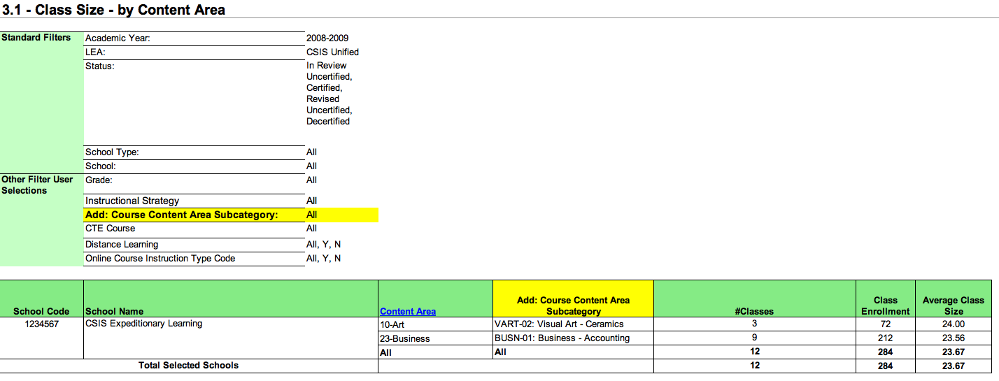 3.1 - Class Size - by Content Area
Standard Filters Academic Year: 2008-2009
LEA: CSIS Unified
Status: In Review
Uncertified,
Certified,
Revised
Uncertified,
Decertified
School Type: All
School: All
Other Filter User Grade: All
Selections
Instructional Strategy All
Add: Course Content Area Subcategory: All
CTE Course All
Distance Learning All, Y, N
Online Course Instruction Type Code All, Y, N
Add: Course Content Area Class Average Class
School Code School Name Content Area Subcategory #Classes Enrollment Size
1234567 CSIS Expeditionary Learning 10-Art VART-02: Visual Art - Ceramics 3 72 24.00
23-Business BUSN-01: Business - Accounting 9 212 23.56
All All 12 284 23.67
Total Selected Schools 12 284 23.67